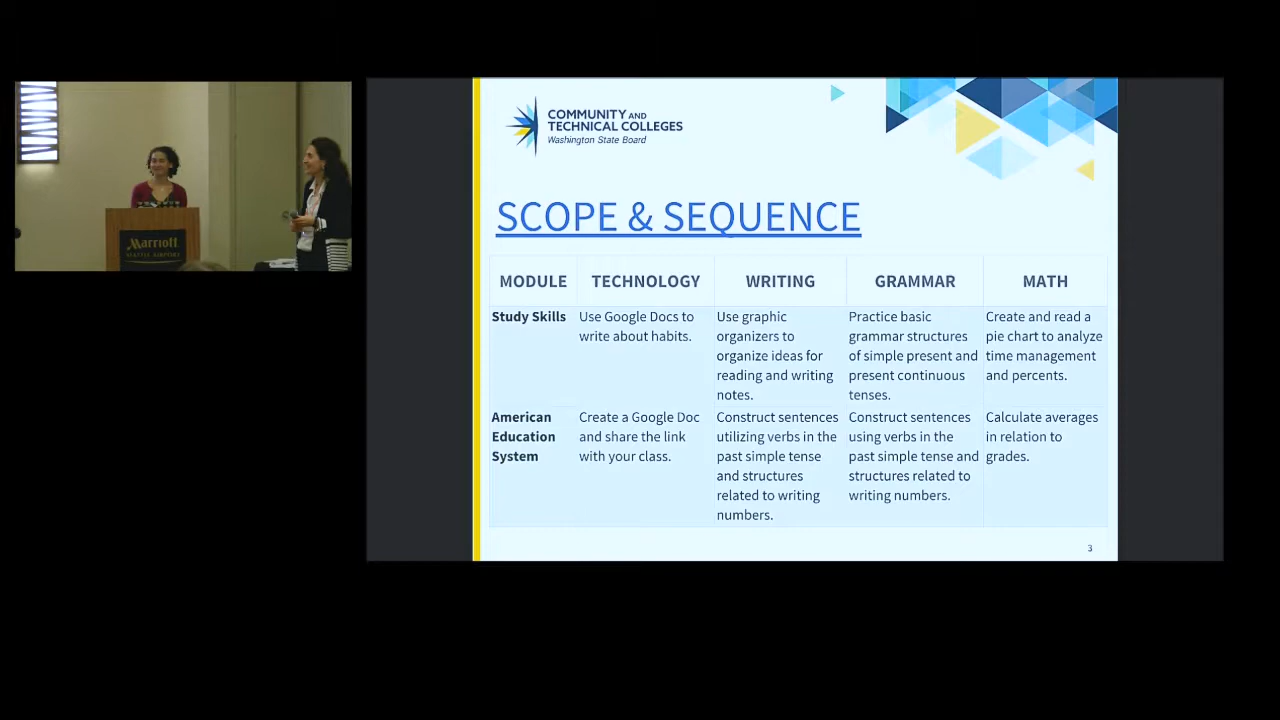 Marriott
SEATTLE AIRPORT
COMMUNITY AND
TECHNICAL COLLEGES
Washington State Board
SCOPE & SEQUENCE
MODULE TECHNOLOGY WRITING GRAMMAR MATH
Study Skills
Use Google Docs to
write about habits.
Use graphic
organizers to
organize ideas for
reading and writing
notes.
Practice basic
grammar structures
of simple present and
present continuous
tenses.
Create and read a
pie chart to analyze
time management
and percents.
American
Education
System
Create a Google Doc
and share the link
with your class.
Construct sentences
utilizing verbs in the
past simple tense
and structures
related to writing
numbers.
Construct sentences
using verbs in the
past simple tense and
structures related to
writing numbers.
Calculate averages
in relation to
grades.
3